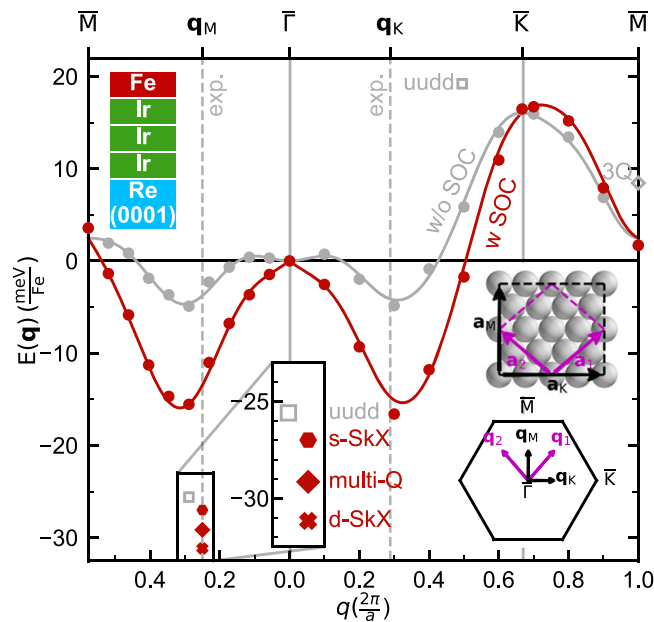 M̅ q_M Γ̅ q_K K̅ M̅
20
10
0
−10
−20
−30
E(q) (meV/Fe)
Fe
Ir
Ir
Ir
Re
(0001)
exp.
exp.
uudd
w/o SOC
w SOC
3Q
a_M
a_2 a_1
a_K
−25
−30
uudd
s-SkX
multi-Q
d-SkX
M̅
q_2 q_M q_1
Γ̅ q_K K̅
0.4 0.2 0.0 0.2 0.4 0.6 0.8 1.0
q(2π/a)